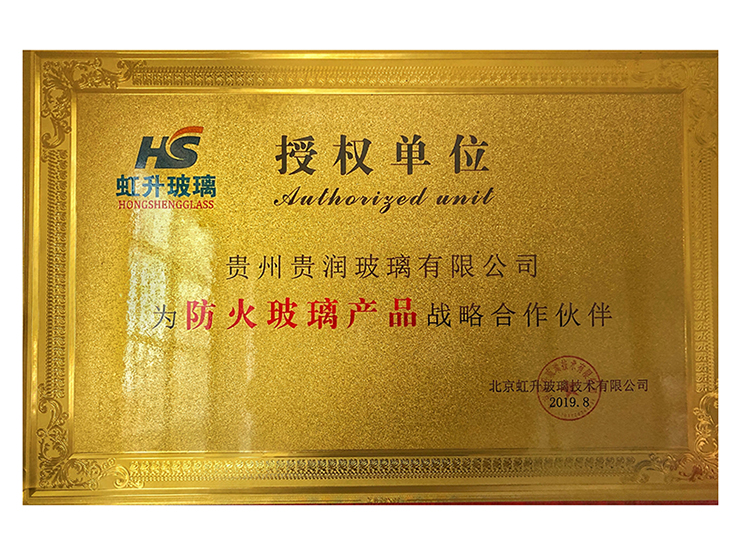 HS
虹升玻璃
HONGSHENGGLASS
授权单位
Authorized unit
贵州贵润玻璃有限公司
为防火玻璃产品战略合作伙伴
北京虹升玻璃技术有限公司
2019.8